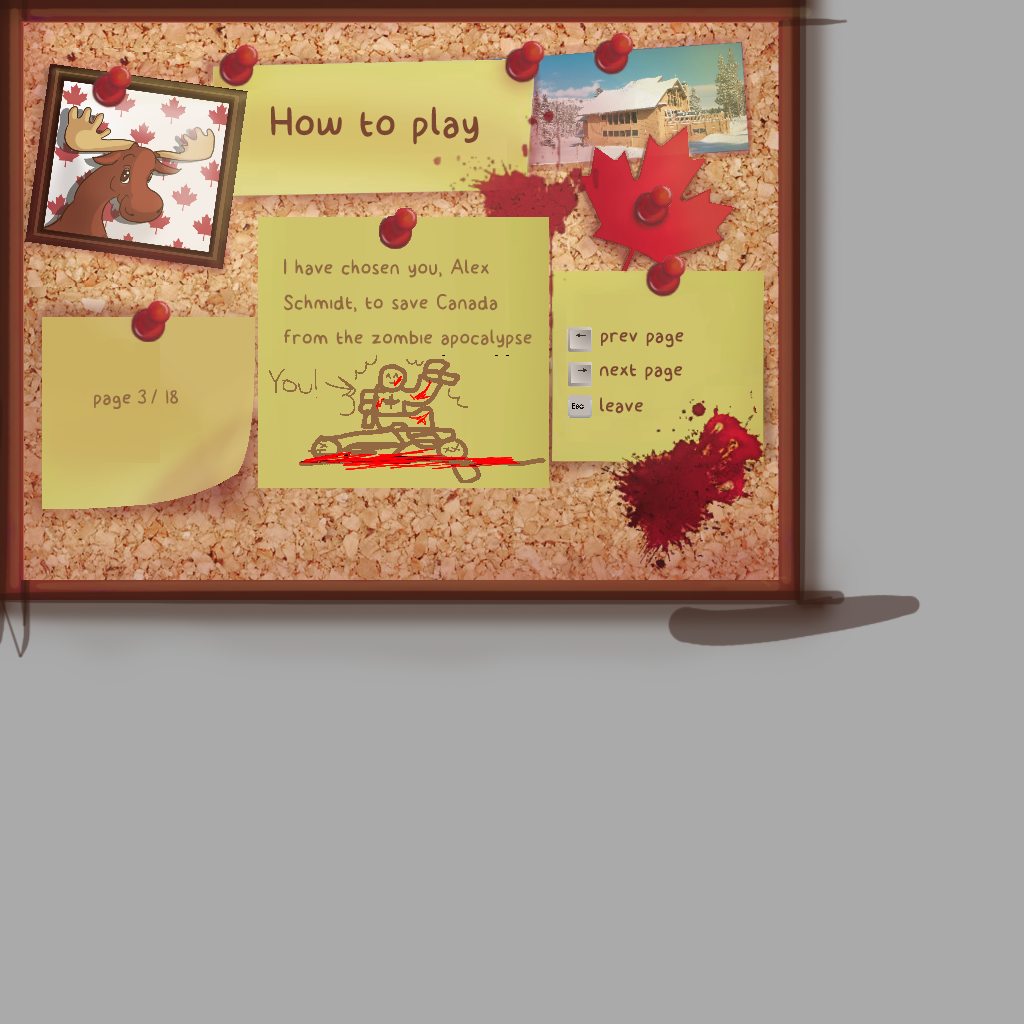 How to play
I have chosen you, Alex
Schmidt, to save Canada
from the zombie apocalypse
You!
page 3 / 18
prev page
next page
Esc leave